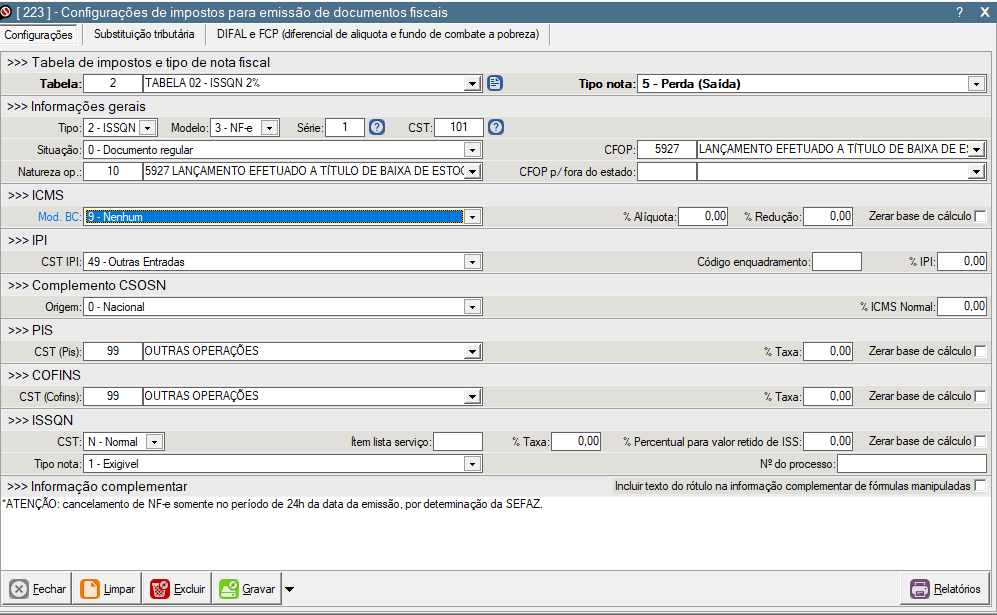 [ 223 ] - Configurações de impostos para emissão de documentos fiscais ? X
Configurações Substituição tributária DIFAL e FCP (diferencial de aliquota e fundo de combate a pobreza)
>>> Tabela de impostos e tipo de nota fiscal
Tabela: 2 TABELA 02 - ISSQN 2% Tipo nota: 5 - Perda (Saída)
>>> Informações gerais
Tipo: 2 - ISSQN Modelo: 3 - NF-e Série: 1 ? CST: 101 ?
Situação: 0 - Documento regular CFOP: 5927 LANÇAMENTO EFETUADO A TÍTULO DE BAIXA DE E
Natureza op.: 10 5927 LANÇAMENTO EFETUADO A TÍTULO DE BAIXA DE ESTOQ CFOP p/ fora do estado:
>>> ICMS
Mod. BC: 9 - Nenhum % Alíquota: 0,00 % Redução: 0,00 Zerar base de cálculo
>>> IPI
CST IPI: 49 - Outras Entradas Código enquadramento: % IPI: 0,00
>>> Complemento CSOSN
Origem: 0 - Nacional % ICMS Normal: 0,00
>>> PIS
CST (Pis): 99 OUTRAS OPERAÇÕES % Taxa: 0,00 Zerar base de cálculo
>>> COFINS
CST (Cofins): 99 OUTRAS OPERAÇÕES % Taxa: 0,00 Zerar base de cálculo
>>> ISSQN
CST: N - Normal Ítem lista serviço: % Taxa: 0,00 % Percentual para valor retido de ISS: 0,00 Zerar base de cálculo
Tipo nota: 1 - Exigivel Nº do processo:
>>> Informação complementar Incluir texto do rótulo na informação complementar de fórmulas manipuladas
*ATENÇÃO: cancelamento de NF-e somente no período de 24h da data da emissão, por determinação da SEFAZ.
Fechar Limpar Excluir Gravar Relatórios